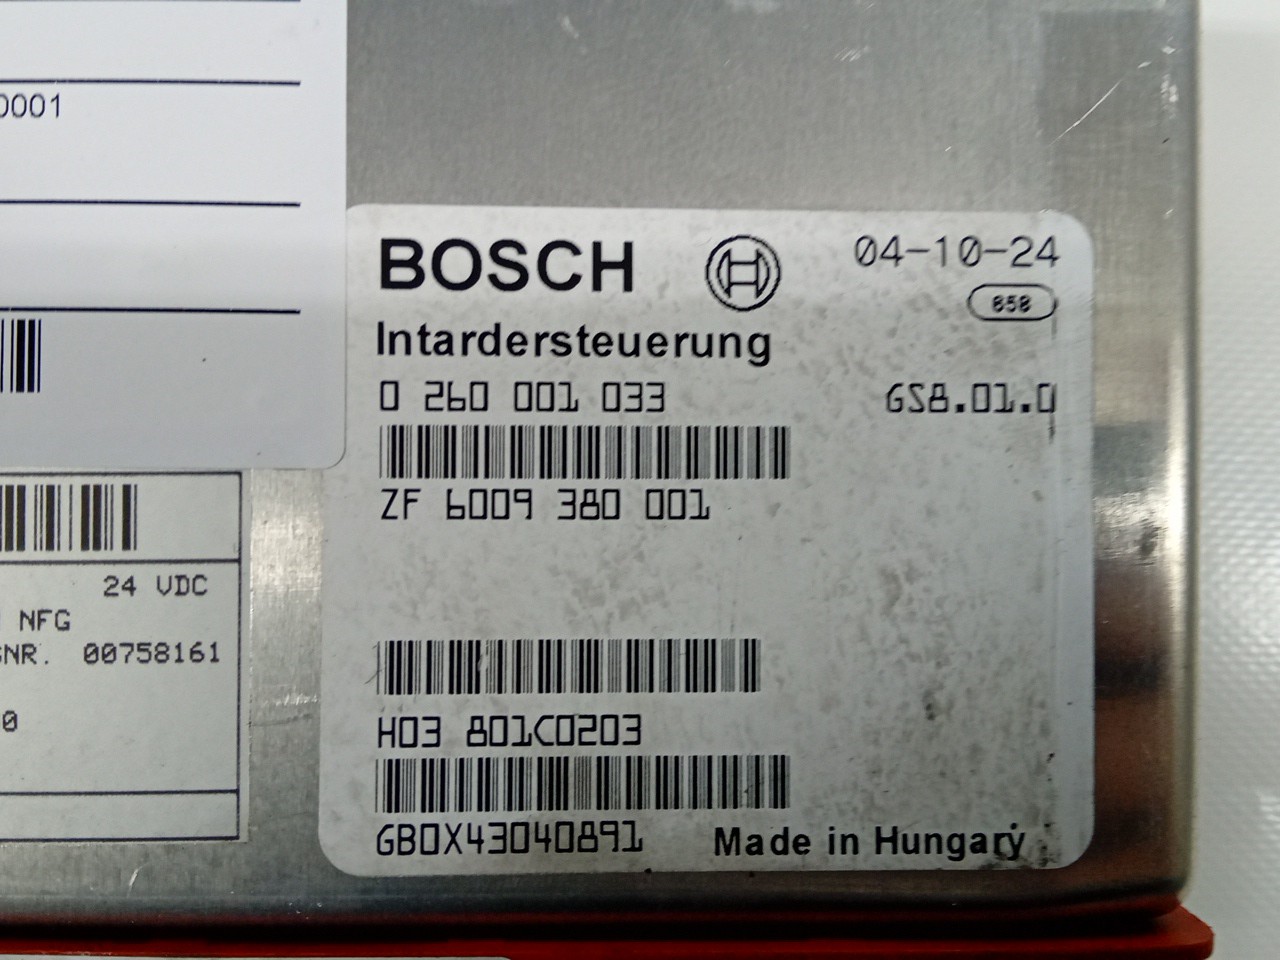 0001
BOSCH
04-10-24
858
Intardersteuerung
0 260 001 033
GS8.01.0
ZF 6009 380 001
24 VDC
NFG
NR. 00758161
0
H03 801C0203
GB0X43040891
Made in Hungary